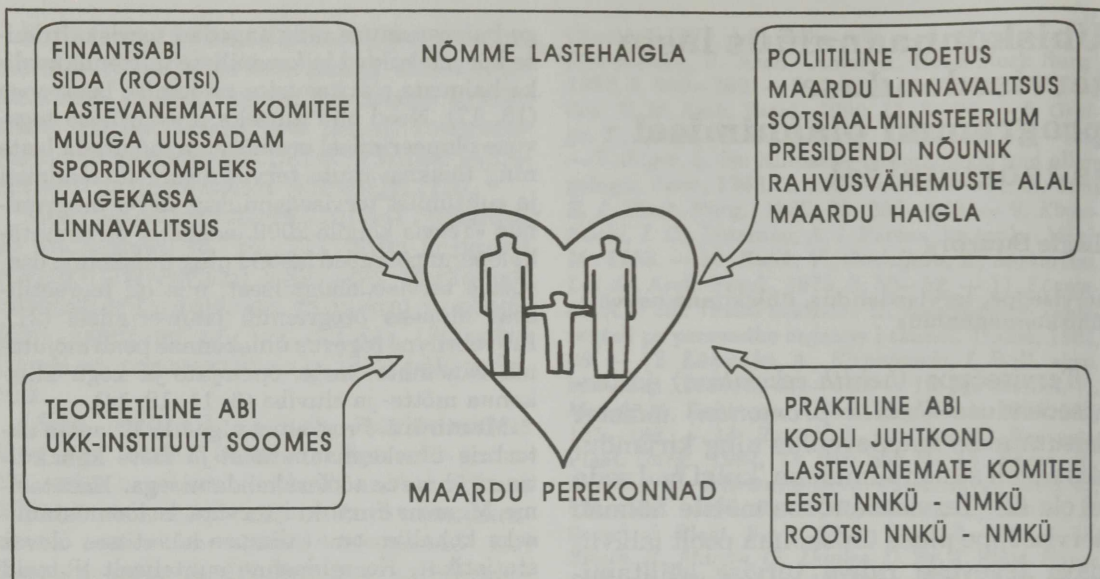 FINANTSABI
SIDA (ROOTSI)
LASTEVANEMATE KOMITEE
MUUGA UUSSADAM
SPORDIKOMPLEKS
HAIGEKASSA
LINNAVALITSUS
NÕMME LASTEHAIGLA
POLIITILINE TOETUS
MAARDU LINNAVALITSUS
SOTSIAALMINISTEERIUM
PRESIDENDI NÕUNIK
RAHVUSVÄHEMUSTE ALAL
MAARDU HAIGLA
TEOREETILINE ABI
UKK-INSTITUUT SOOMES
MAARDU PEREKONNAD
PRAKTILINE ABI
KOOLI JUHTKOND
LASTEVANEMATE KOMITEE
EESTI NNKÜ - NMKÜ
ROOTSI NNKÜ - NMKÜ